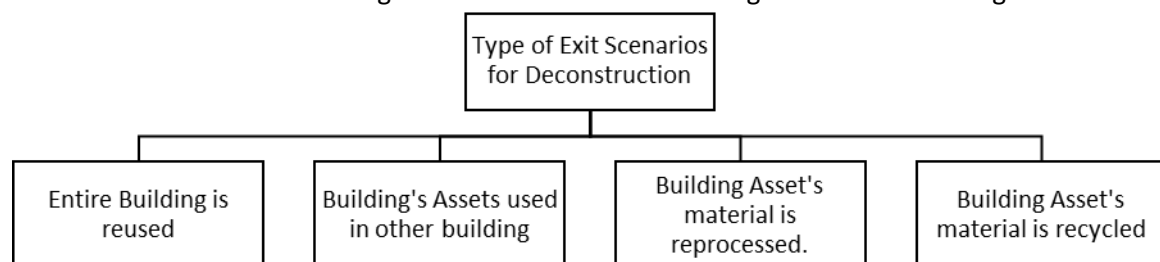 Type of Exit Scenarios
for Deconstruction
Entire Building is
reused
Building's Assets used
in other building
Building Asset's
material is
reprocessed.
Building Asset's
material is recycled